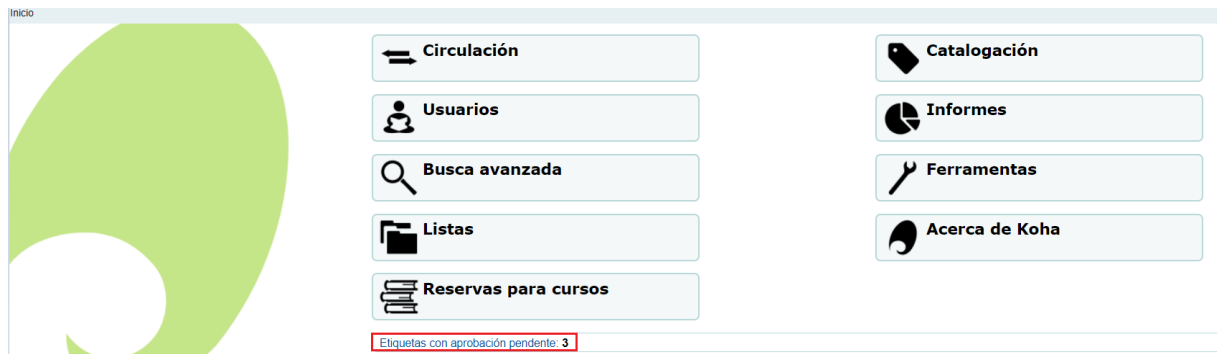 Inicio
Circulación
Catalogación
Usuarios
Informes
Busca avanzada
Ferramentas
Listas
Acerca de Koha
Reservas para cursos
Etiquetas con aprobación pendente: 3